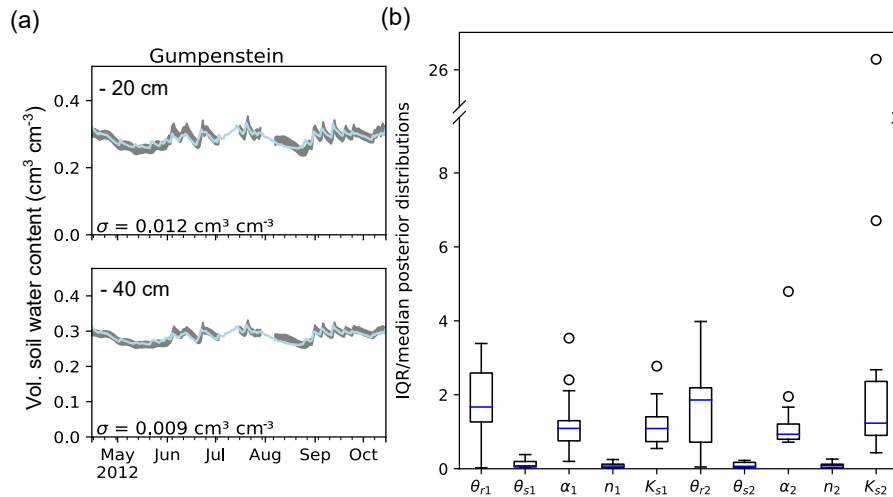 (a)
Gumpenstein
Vol. soil water content (cm³ cm⁻³)
0.4
0.2
0.0
- 20 cm
σ = 0.012 cm³ cm⁻³
0.4
0.3
0.2
0.1
0.0
- 40 cm
σ = 0.009 cm³ cm⁻³
May Jun Jul Aug Sep Oct
2012
(b)
IQR/median posterior distributions
26
8
6
4
2
0
θr1 θs1 α1 n1 Ks1 θr2 θs2 α2 n2 Ks2